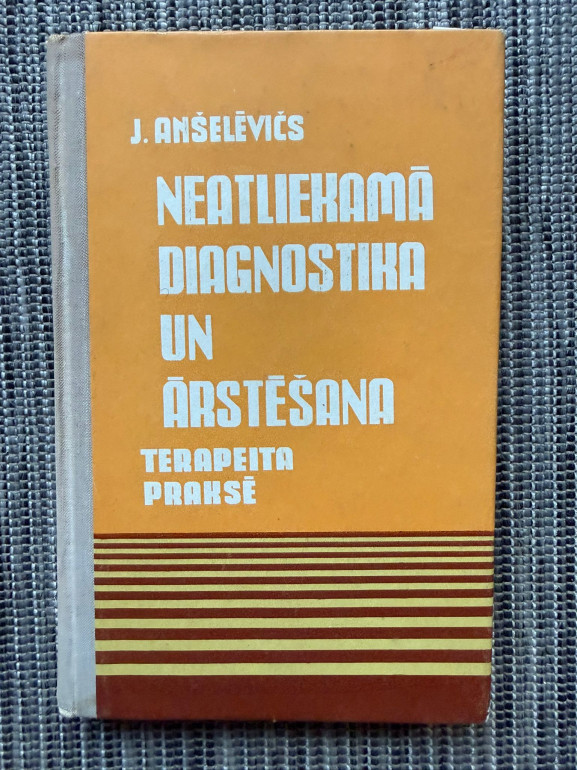 J. ANŠELĒVIČS
NEATLIEKAMĀ
DIAGNOSTIKA
UN
ĀRSTĒŠANA
TERAPEITA
PRAKSĒ